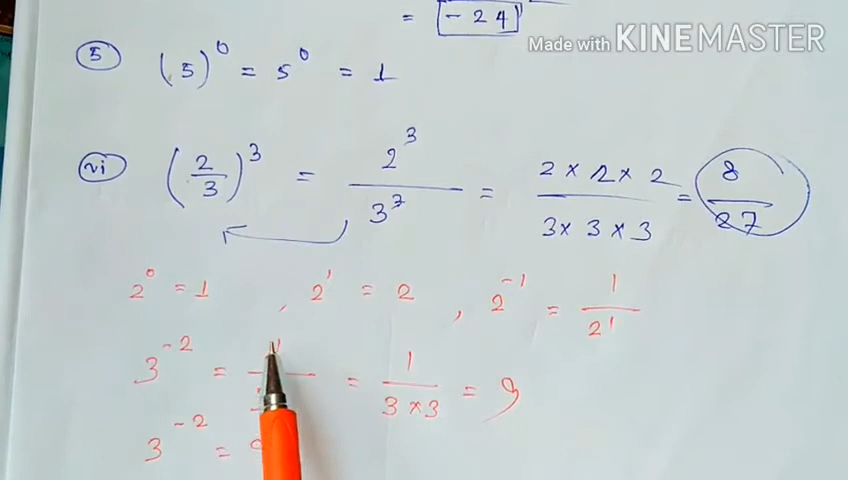 = -24
Made with KINEMASTER
5 (5)^0 = 5^0 = 1
vi (2/3)^3 = 2^3/3^3 = 2×2×2/3×3×3 = 8/27
2^0 = 1 , 2^1 = 2 , 2^-1 = 1/2^1
3^-2 = = 1/3×3 = 9
3^-2 =